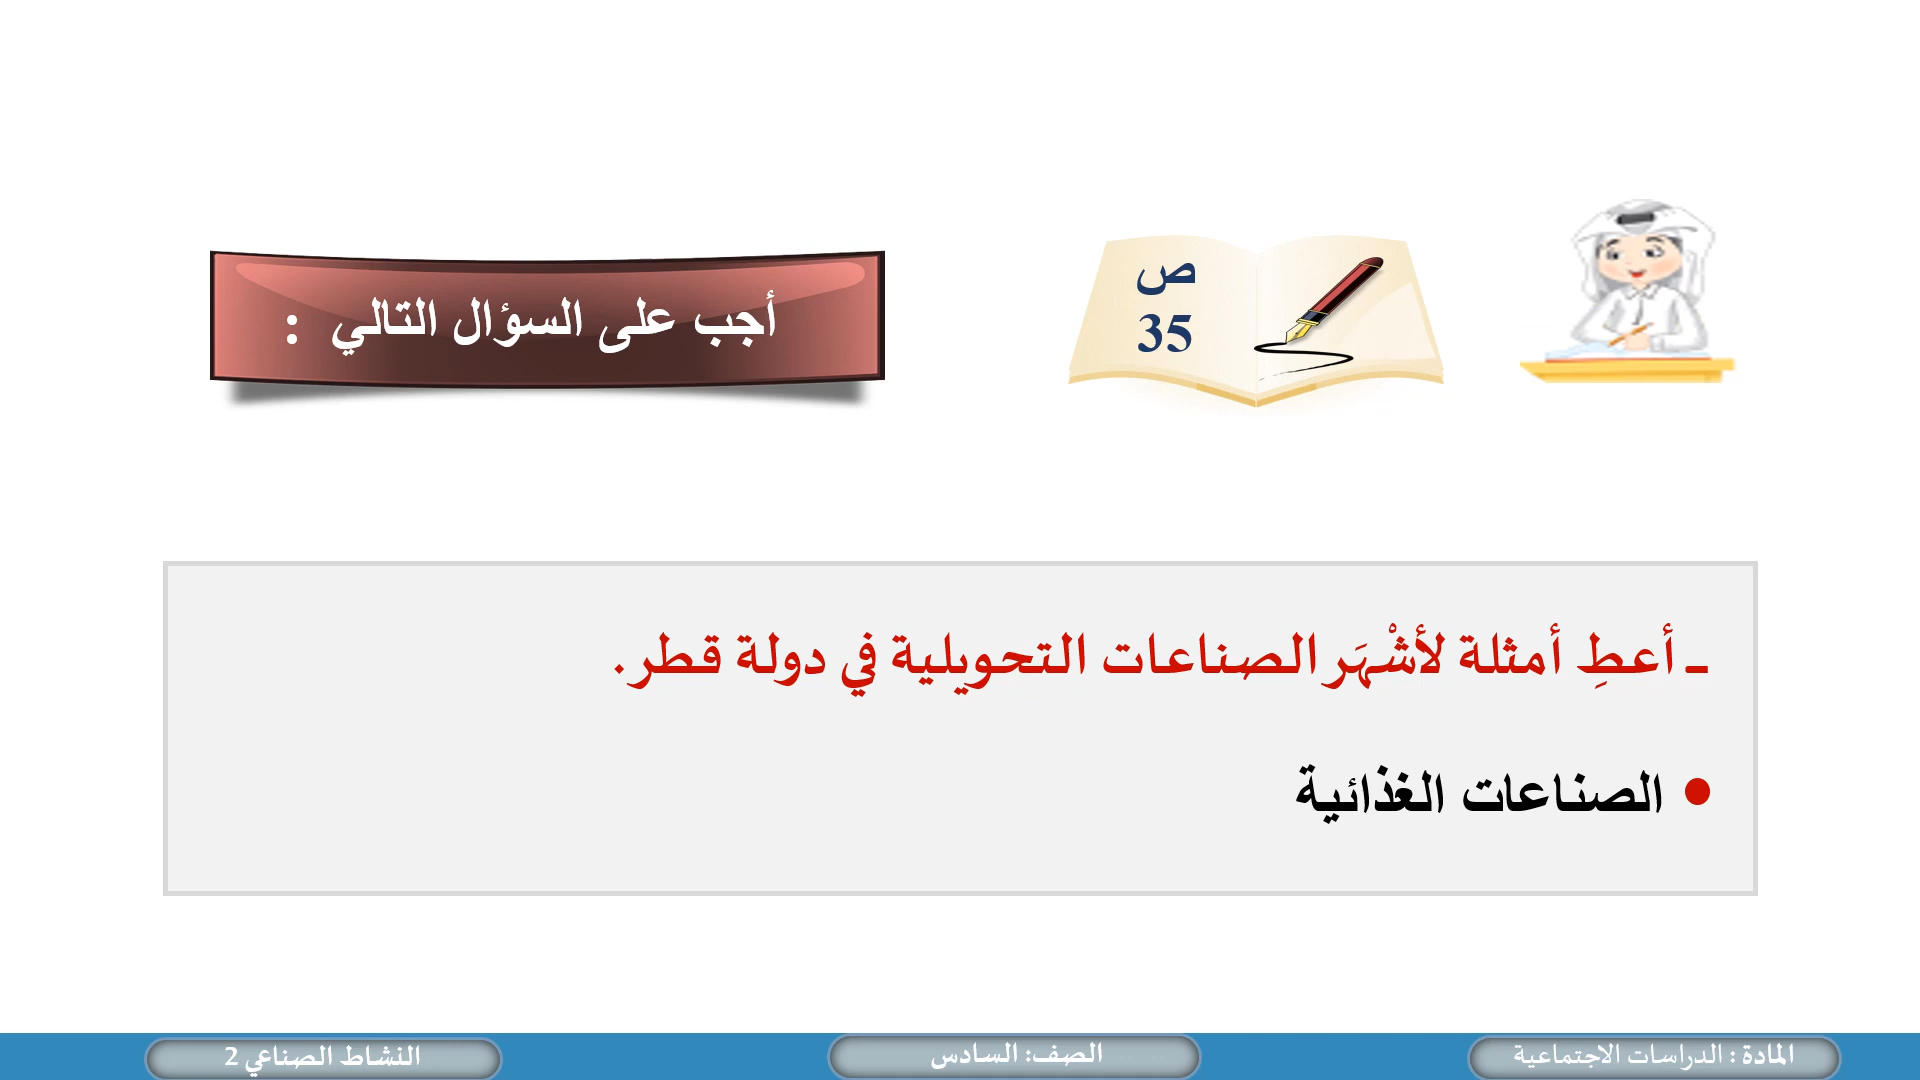 ص
35
أجب على السؤال التالي :
ـ أعطِ أمثلة لأشْهَر الصناعات التحويلية في دولة قطر.
• الصناعات الغذائية
المادة : الدراسات الاجتماعية
الصف: السادس
النشاط الصناعي 2